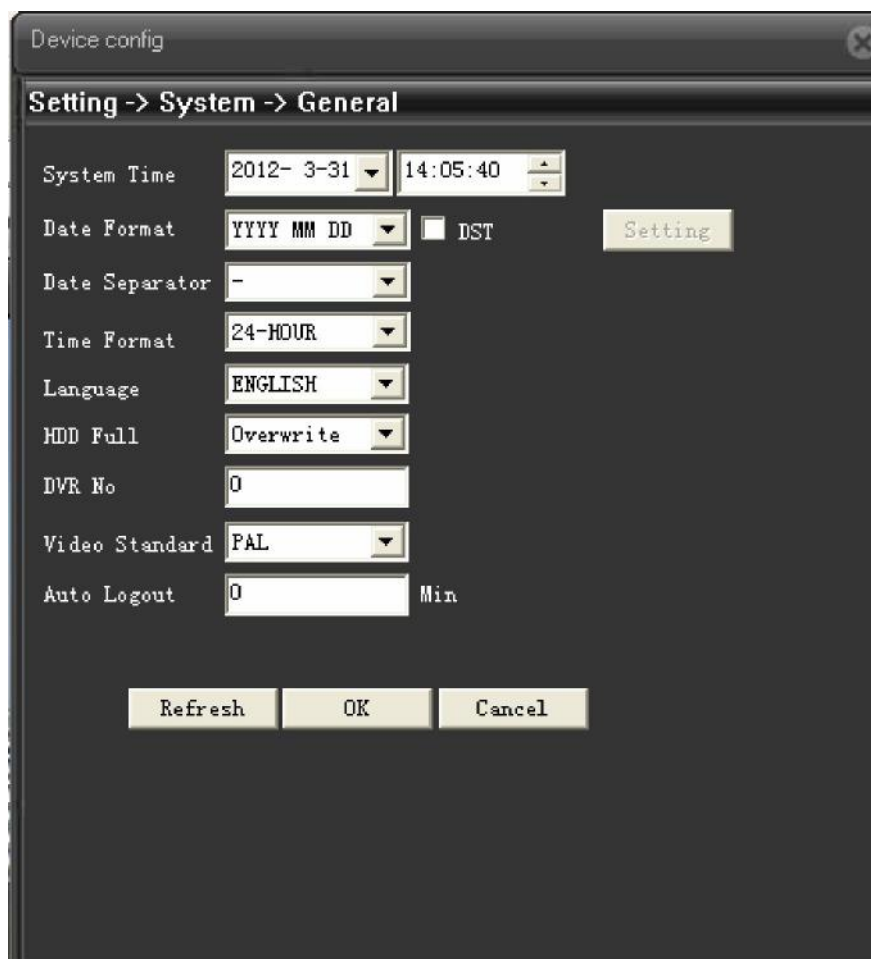 Device config
Setting -> System -> General
System Time 2012- 3-31 14:05:40
Date Format YYYY MM DD DST Setting
Date Separator -
Time Format 24-HOUR
Language ENGLISH
HDD Full Overwrite
DVR No 0
Video Standard PAL
Auto Logout 0 Min
Refresh OK Cancel